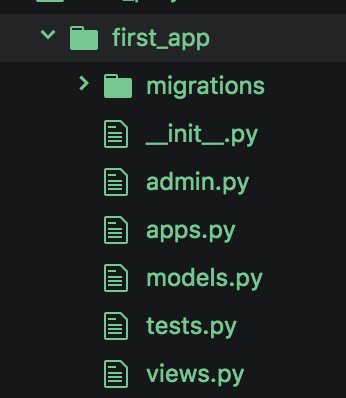 first_app
migrations
__init__.py
admin.py
apps.py
models.py
tests.py
views.py